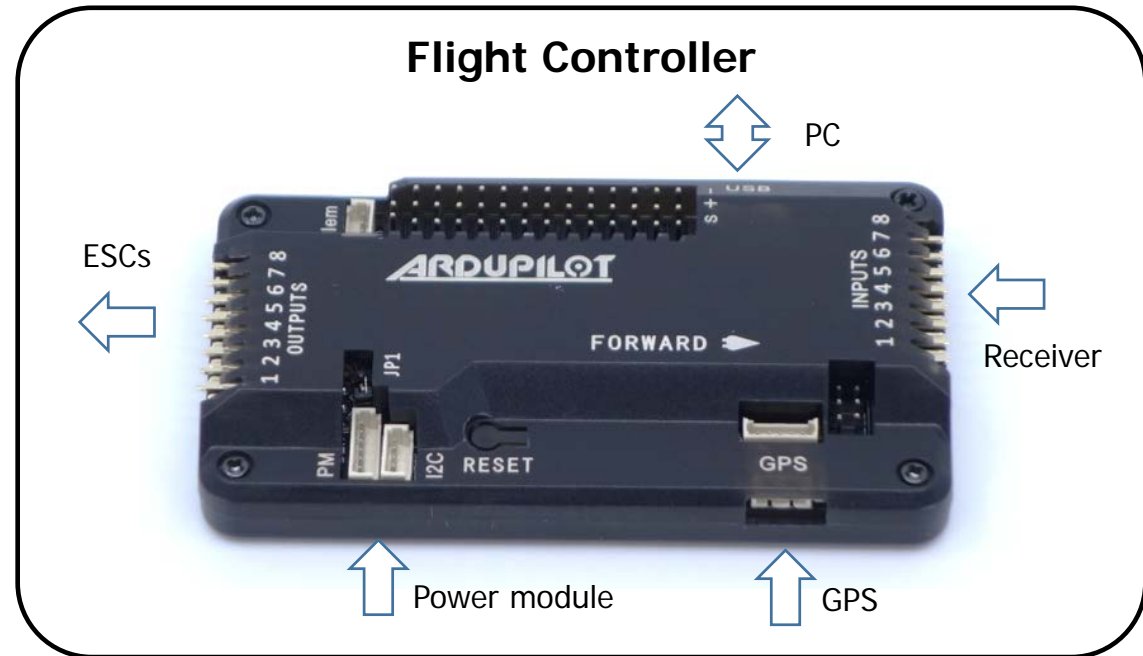 Flight Controller
PC
USB
S + -
lem
ESCs
ARDUPILOT
1 2 3 4 5 6 7 8
OUTPUTS
INPUTS
1 2 3 4 5 6 7 8
FORWARD
Receiver
JP1
PM
I2C
RESET
GPS
Power module
GPS